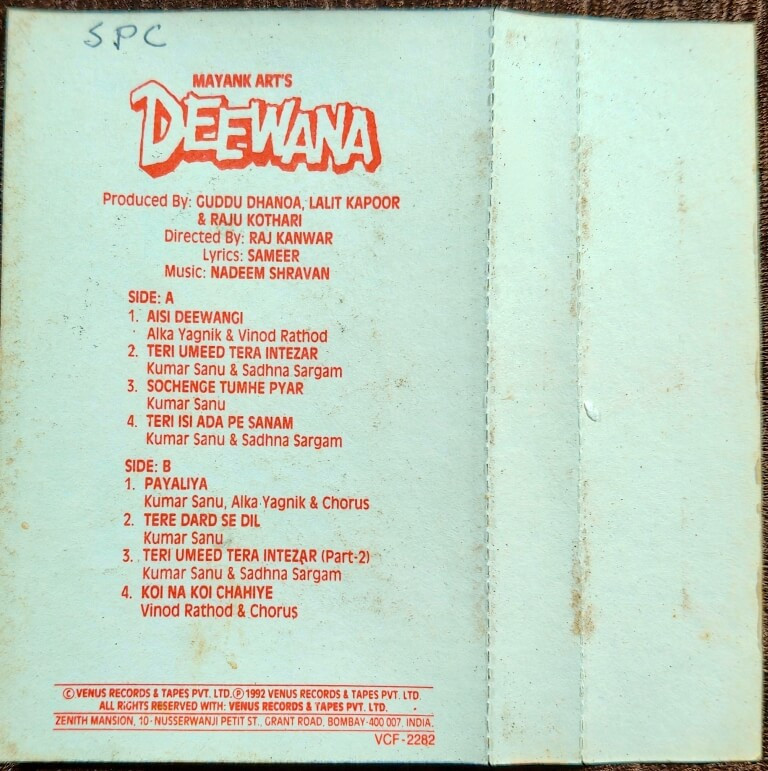 SPC
MAYANK ART'S
DEEWANA
Produced By: GUDDU DHANOA, LALIT KAPOOR
& RAJU KOTHARI
Directed By: RAJ KANWAR
Lyrics: SAMEER
Music: NADEEM SHRAVAN
SIDE: A
1. AISI DEEWANGI
Alka Yagnik & Vinod Rathod
2. TERI UMEED TERA INTEZAR
Kumar Sanu & Sadhna Sargam
3. SOCHENGE TUMHE PYAR
Kumar Sanu
4. TERI ISI ADA PE SANAM
Kumar Sanu & Sadhna Sargam
SIDE: B
1. PAYALIYA
Kumar Sanu, Alka Yagnik & Chorus
2. TERE DARD SE DIL
Kumar Sanu
3. TERI UMEED TERA INTEZAR (Part-2)
Kumar Sanu & Sadhna Sargam
4. KOI NA KOI CHAHIYE
Vinod Rathod & Chorus
© VENUS RECORDS & TAPES PVT. LTD. ℗ 1992 VENUS RECORDS & TAPES PVT. LTD.
ALL RIGHTS RESERVED WITH: VENUS RECORDS & TAPES PVT. LTD.
ZENITH MANSION, 10-NUSSERWANJI PETIT ST., GRANT ROAD, BOMBAY-400 007. INDIA.
VCF-2282